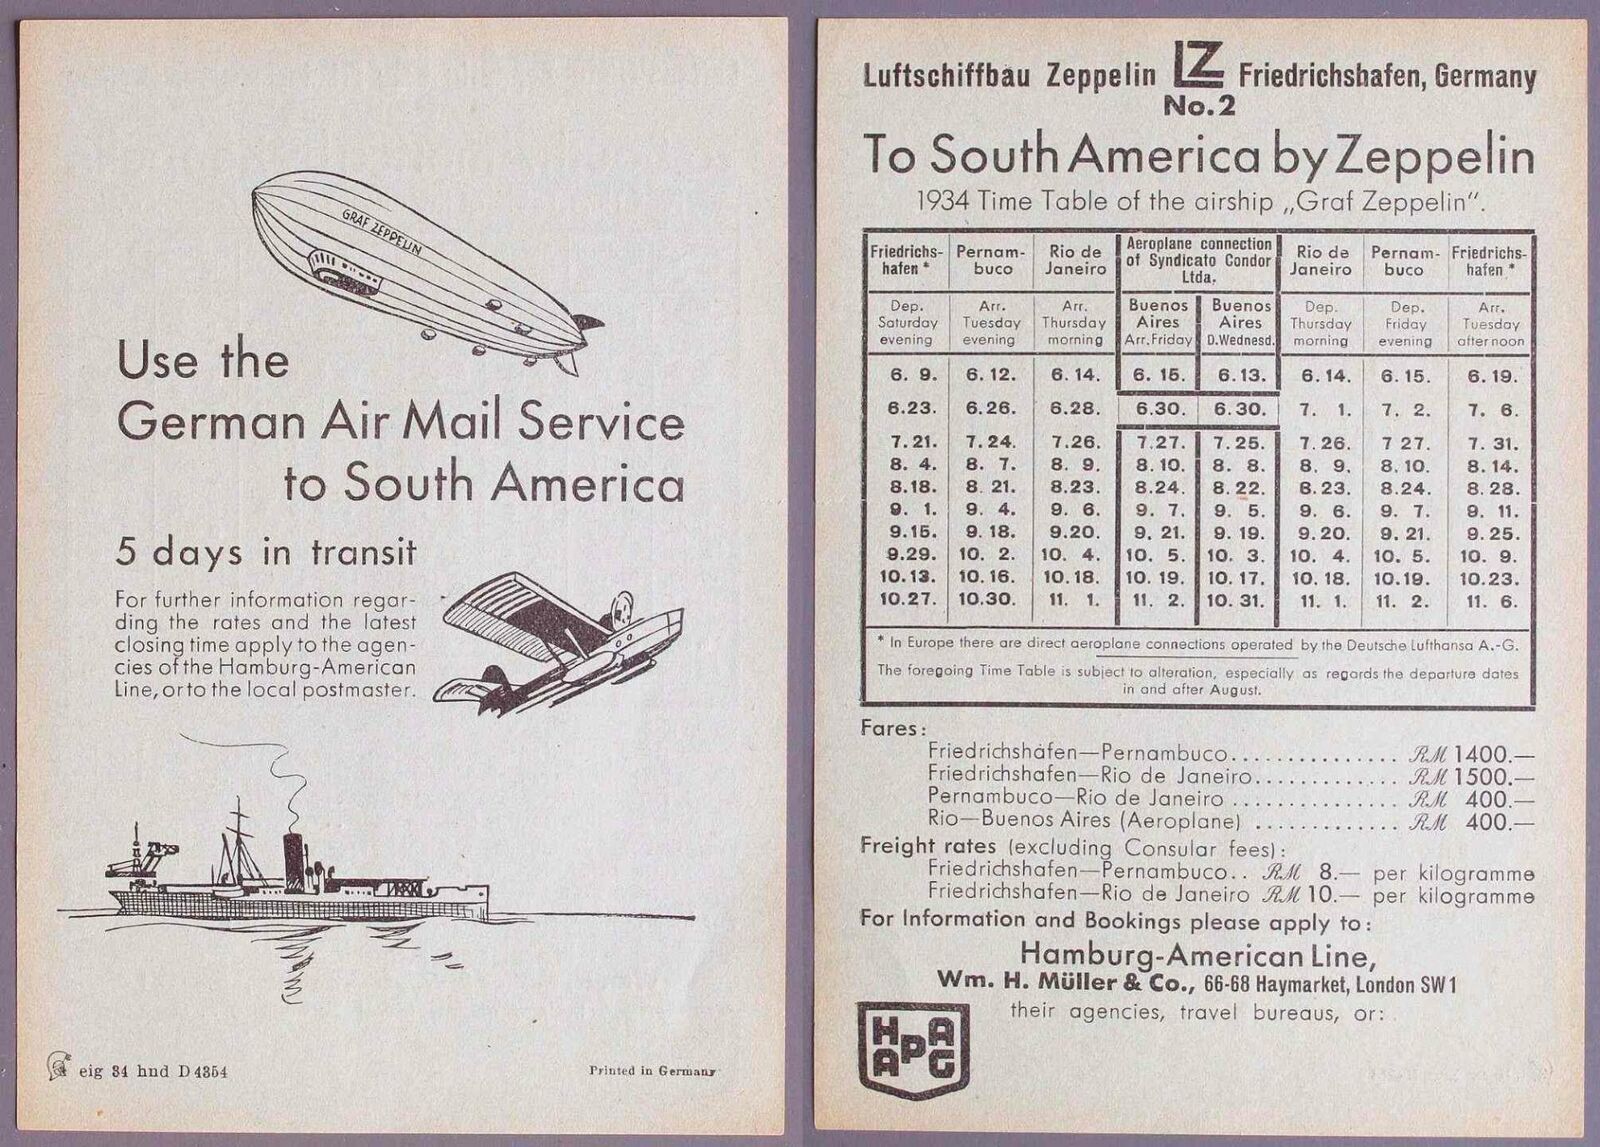 GRAF ZEPPELIN
Use the
German Air Mail Service
to South America
5 days in transit
For further information regar-
ding the rates and the latest
closing time apply to the agen-
cies of the Hamburg-American
Line, or to the local postmaster.
eig 34 hnd D 4354
Printed in Germany
Luftschiffbau Zeppelin LZ Friedrichshafen, Germany
No. 2
To South America by Zeppelin
1934 Time Table of the airship „Graf Zeppelin“.
Friedrichs-hafen * Pernam-buco Rio de Janeiro Aeroplane connection of Syndicato Condor Ltda. Rio de Janeiro Pernam-buco Friedrichs-hafen *
Dep. Saturday evening Arr. Tuesday evening Arr. Thursday morning Buenos Aires Arr. Friday Buenos Aires D. Wednesd. Dep. Thursday morning Dep. Friday evening Arr. Tuesday afternoon
6. 9. 6. 12. 6. 14. 6. 15. 6. 13. 6. 14. 6. 15. 6. 19.
6. 23. 6. 26. 6. 28. 6. 30. 6. 30. 7. 1. 7. 2. 7. 6.
7. 21. 7. 24. 7. 26. 7. 27. 7. 25. 7. 26. 7 27. 7. 31.
8. 4. 8. 7. 8. 9. 8. 10. 8. 8. 8. 9. 8. 10. 8. 14.
8. 18. 8. 21. 8. 23. 8. 24. 8. 22. 8. 23. 8. 24. 8. 28.
9. 1. 9. 4. 9. 6. 9. 7. 9. 5. 9. 6. 9. 7. 9. 11.
9. 15. 9. 18. 9. 20. 9. 21. 9. 19. 9. 20. 9. 21. 9. 25.
9. 29. 10. 2. 10. 4. 10. 5. 10. 3. 10. 4. 10. 5. 10. 9.
10. 13. 10. 16. 10. 18. 10. 19. 10. 17. 10. 18. 10. 19. 10. 23.
10. 27. 10. 30. 11. 1. 11. 2. 10. 31. 11. 1. 11. 2. 11. 6.
* In Europe there are direct aeroplane connections operated by the Deutsche Lufthansa A.-G.
The foregoing Time Table is subject to alteration, especially as regards the departure dates
in and after August.
Fares:
Friedrichshafen—Pernambuco............... RM 1400.—
Friedrichshafen—Rio de Janeiro............. RM 1500.—
Pernambuco—Rio de Janeiro............... RM 400.—
Rio—Buenos Aires (Aeroplane)............. RM 400.—
Freight rates (excluding Consular fees):
Friedrichshafen—Pernambuco.. RM 8.— per kilogramme
Friedrichshafen—Rio de Janeiro RM 10.— per kilogramme
For Information and Bookings please apply to:
Hamburg-American Line,
Wm. H. Müller & Co., 66-68 Haymarket, London SW1
their agencies, travel bureaus, or:
HAPAG